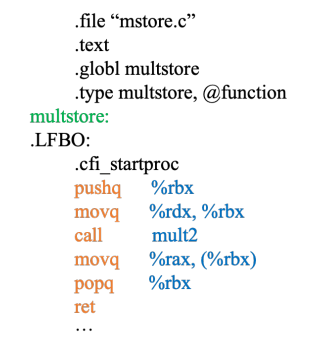 .file “mstore.c”
.text
.globl multstore
.type multstore, @function
multstore:
.LFBO:
.cfi_startproc
pushq %rbx
movq %rdx, %rbx
call mult2
movq %rax, (%rbx)
popq %rbx
ret
…